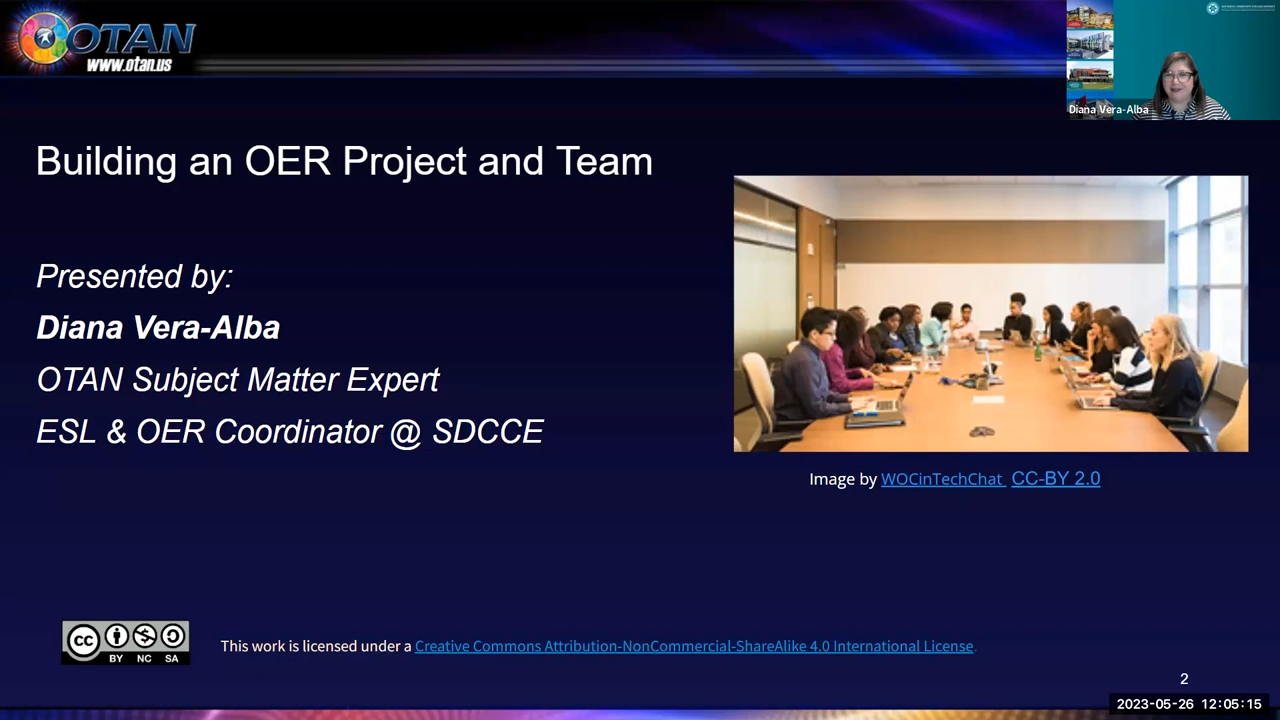 OTAN
www.otan.us
Diana Vera-Alba
Building an OER Project and Team
Presented by:
Diana Vera-Alba
OTAN Subject Matter Expert
ESL & OER Coordinator @ SDCCE
Image by WOCinTechChat CC-BY 2.0
cc
BY NC SA
This work is licensed under a Creative Commons Attribution-NonCommercial-ShareAlike 4.0 International License.
2
2023-05-26 12:05:15